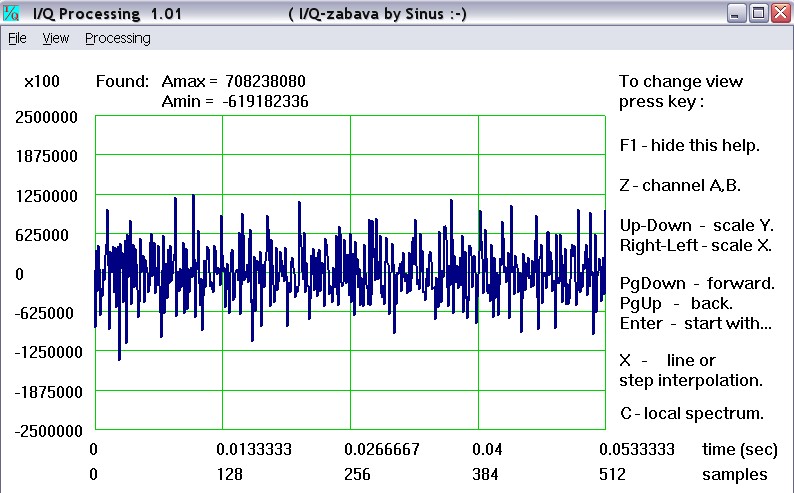 I/Q Processing 1.01 ( I/Q-zabava by Sinus :-)
File View Processing
x100 Found: Amax = 708238080
Amin = -619182336
To change view
press key :
2500000
1875000
1250000
625000
0
-625000
-1250000
-1875000
-2500000
F1 - hide this help.
Z - channel A,B.
Up-Down - scale Y.
Right-Left - scale X.
PgDown - forward.
PgUp - back.
Enter - start with...
X - line or
step interpolation.
C - local spectrum.
0 0.0133333 0.0266667 0.04 0.0533333 time (sec)
0 128 256 384 512 samples